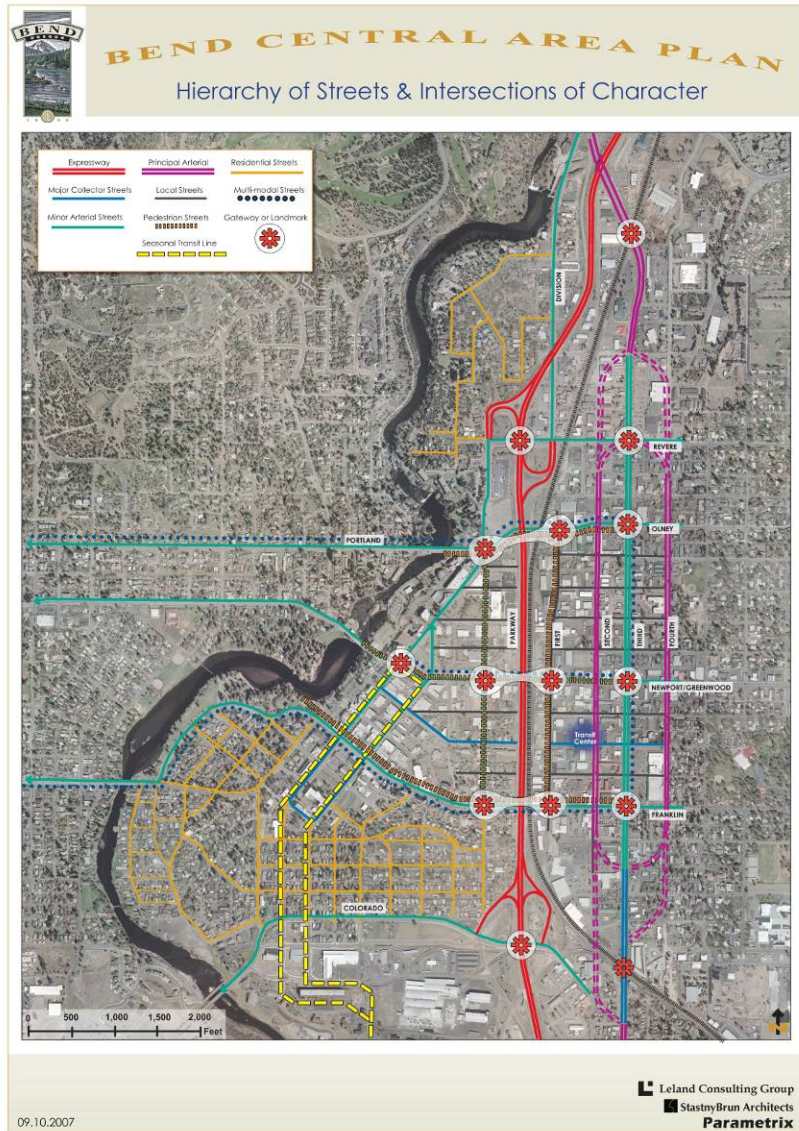 BEND
OREGON
BEND CENTRAL AREA PLAN
Hierarchy of Streets & Intersections of Character
Expressway
Principal Arterial
Residential Streets
Major Collector Streets
Local Streets
Multi-modal Streets
Minor Arterial Streets
Pedestrian Streets
Gateway or Landmark
Seasonal Transit Line
DIVISION
REVERE
OLNEY
PORTLAND
PARKWAY
FIRST
SECOND
THIRD
FOURTH
NEWPORT/GREENWOOD
Transit
Center
FRANKLIN
COLORADO
0 500 1,000 1,500 2,000
Feet
Leland Consulting Group
StastnyBrun Architects
Parametrix
09.10.2007